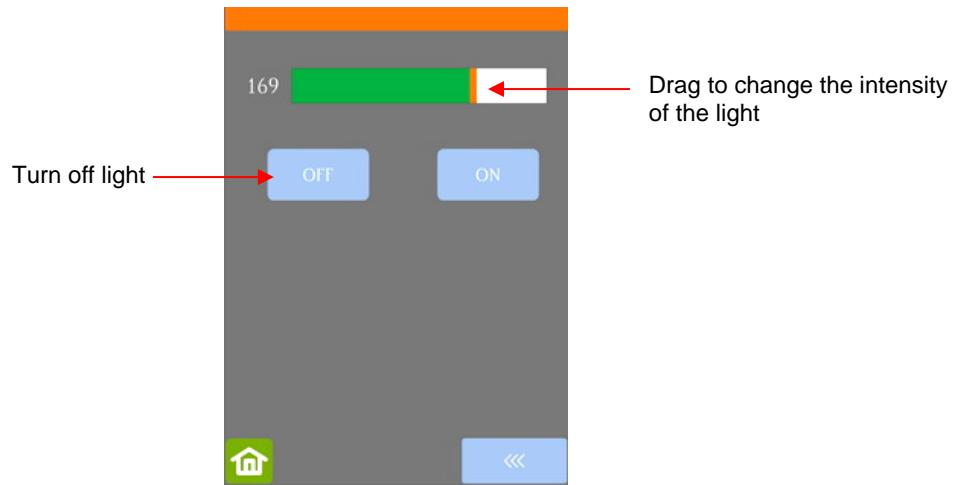 169
Drag to change the intensity
of the light
Turn off light
OFF
ON